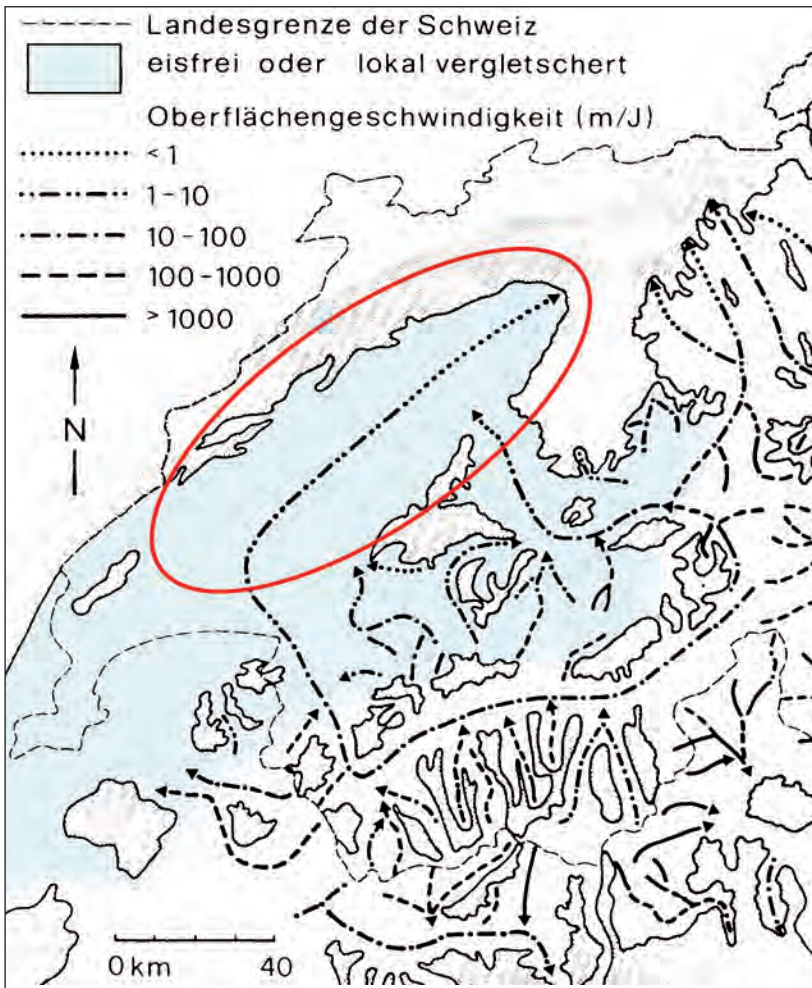 Landesgrenze der Schweiz
eisfrei oder lokal vergletschert
Oberflächengeschwindigkeit (m/J)
<1
1-10
10-100
100-1000
>1000
N
0 km 40